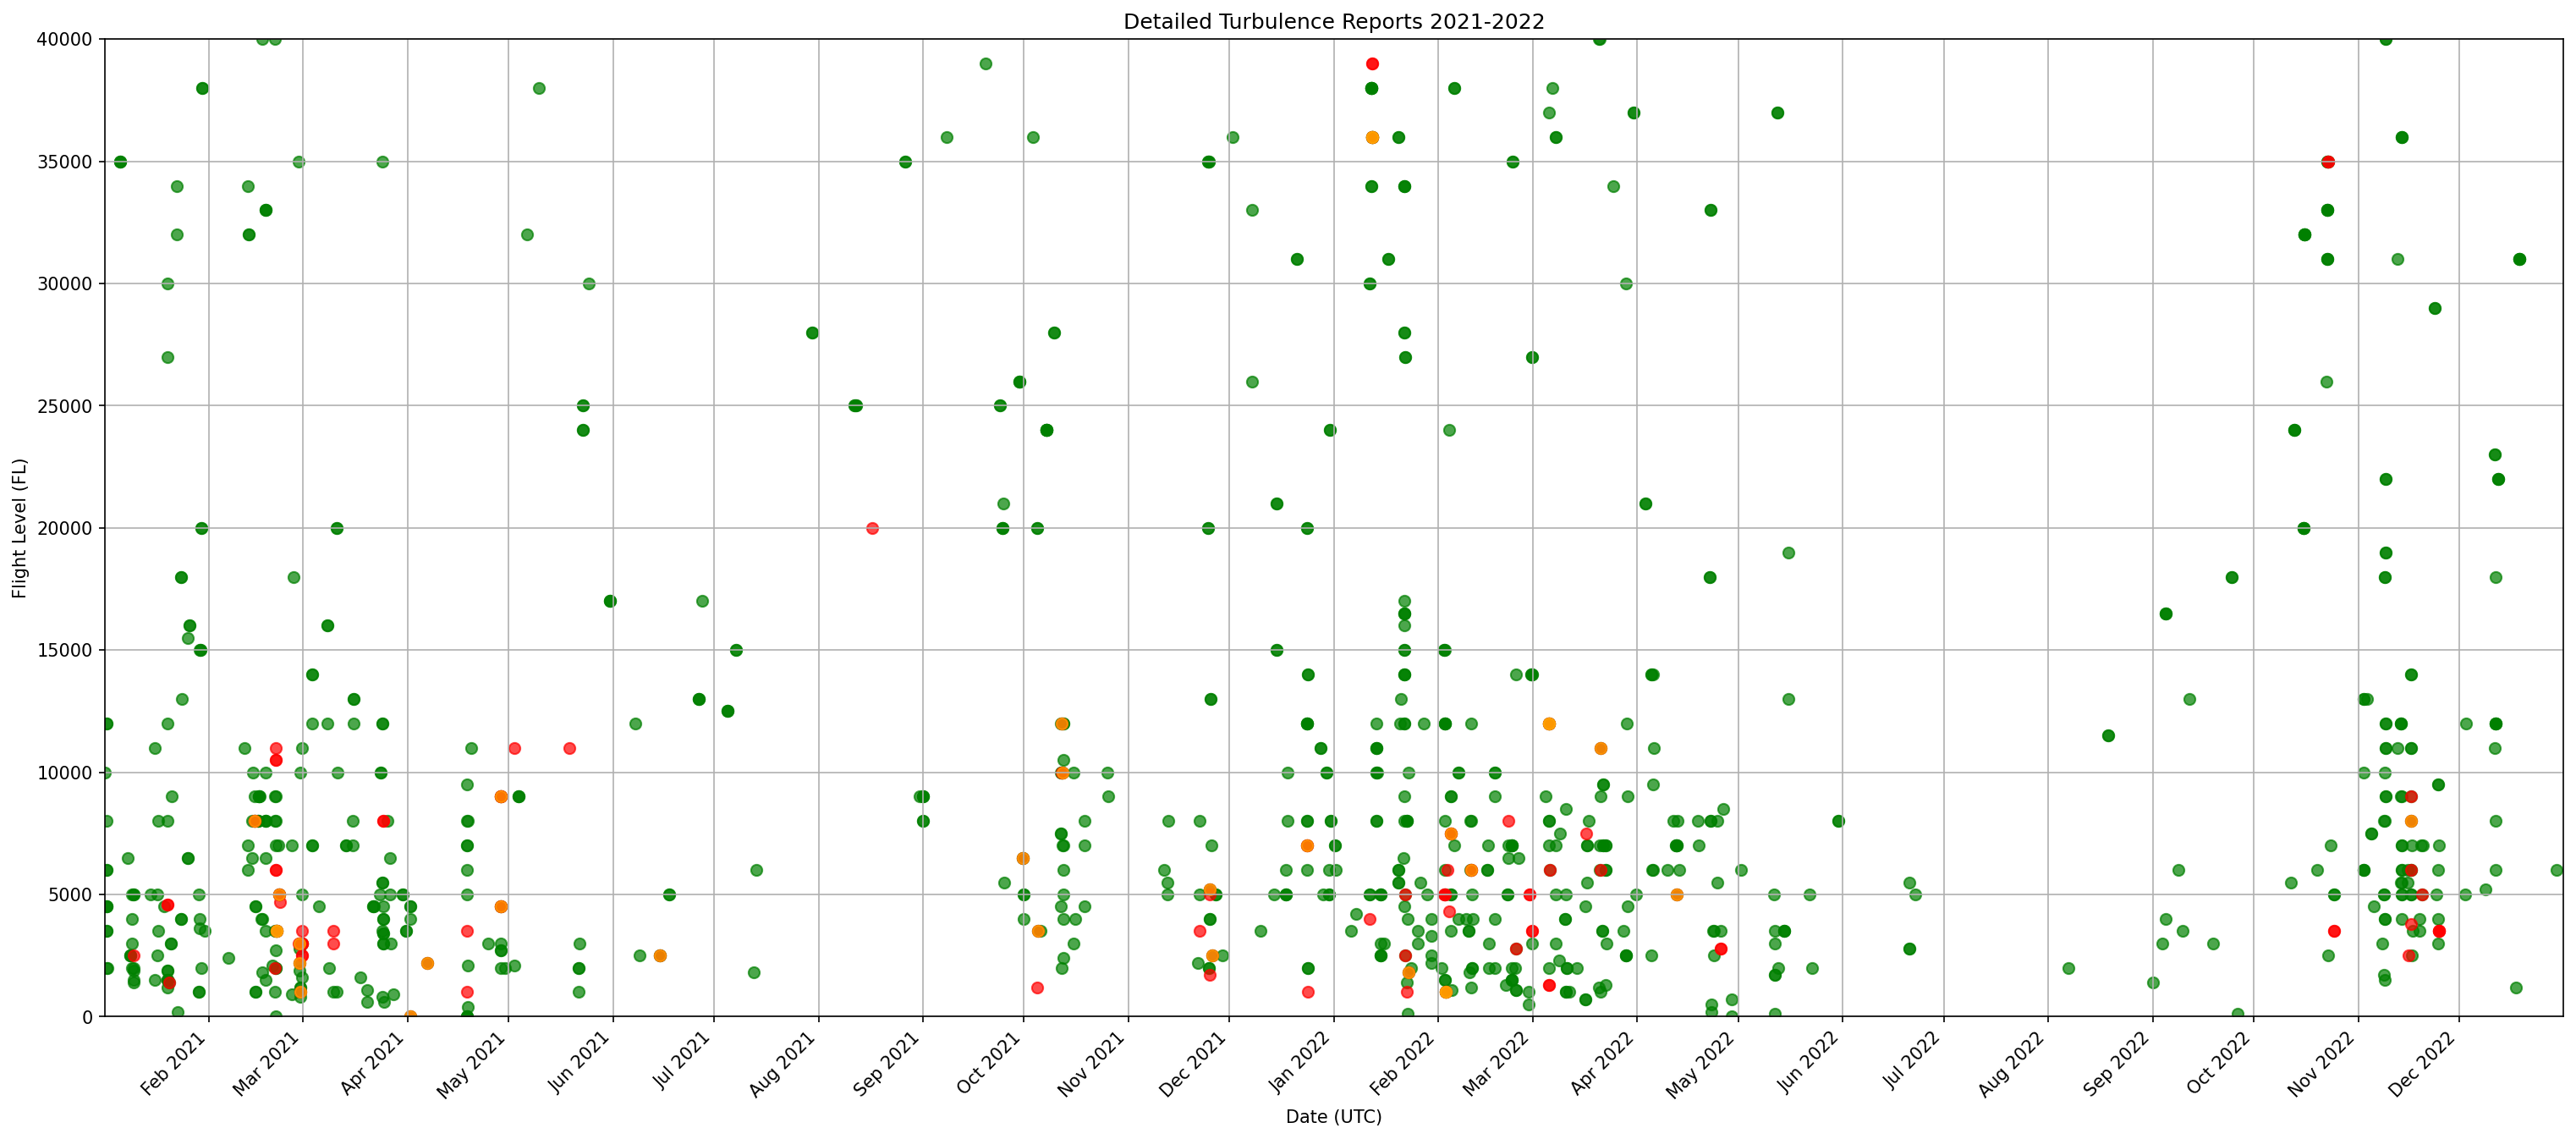 Detailed Turbulence Reports 2021-2022
Flight Level (FL)
40000
35000
30000
25000
20000
15000
10000
5000
0
Feb 2021
Mar 2021
Apr 2021
May 2021
Jun 2021
Jul 2021
Aug 2021
Sep 2021
Oct 2021
Nov 2021
Dec 2021
Jan 2022
Feb 2022
Mar 2022
Apr 2022
May 2022
Jun 2022
Jul 2022
Aug 2022
Sep 2022
Oct 2022
Nov 2022
Dec 2022
Date (UTC)